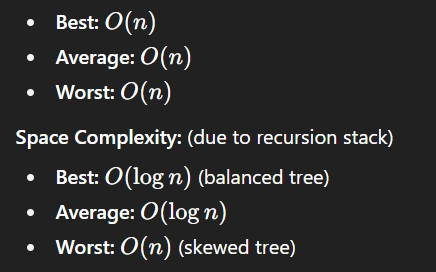 • Best: O(n)
• Average: O(n)
• Worst: O(n)
Space Complexity: (due to recursion stack)
• Best: O(log n) (balanced tree)
• Average: O(log n)
• Worst: O(n) (skewed tree)